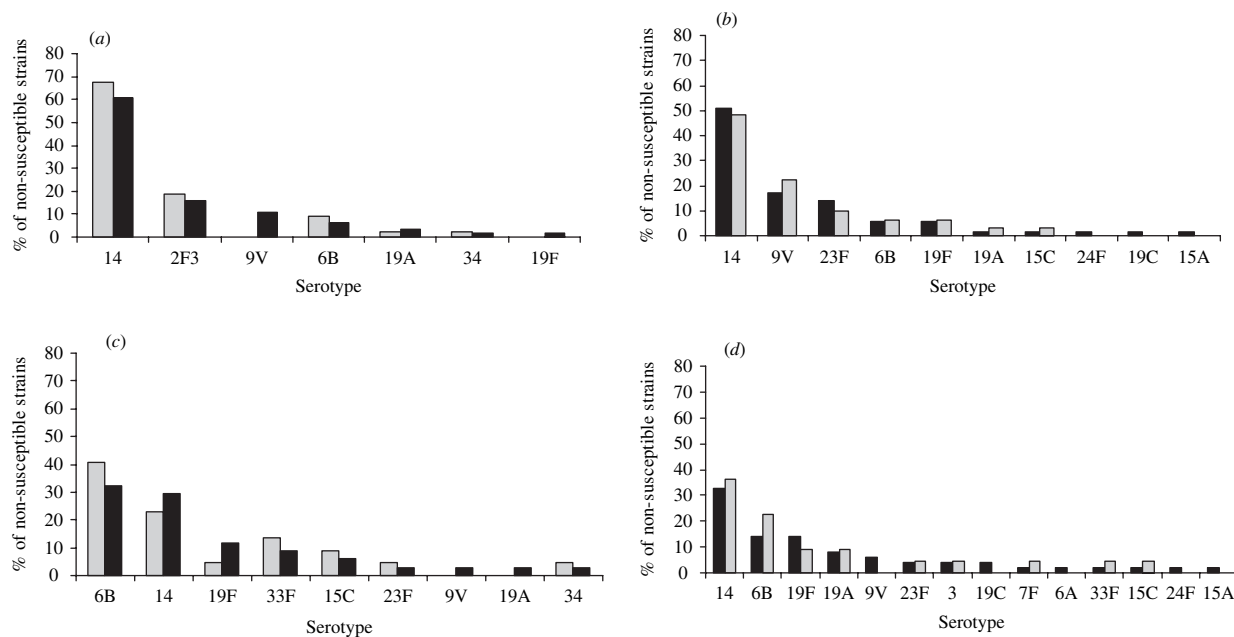 (a)
% of non-susceptible strains
80
70
60
50
40
30
20
10
0
14 2F3 9V 6B 19A 34 19F
Serotype
(b)
% of non-susceptible strains
80
70
60
50
40
30
20
10
0
14 9V 23F 6B 19F 19A 15C 24F 19C 15A
Serotype
(c)
% of non-susceptible strains
80
70
60
50
40
30
20
10
0
6B 14 19F 33F 15C 23F 9V 19A 34
Serotype
(d)
% of non-susceptible strains
80
70
60
50
40
30
20
10
0
14 6B 19F 19A 9V 23F 3 19C 7F 6A 33F 15C 24F 15A
Serotype